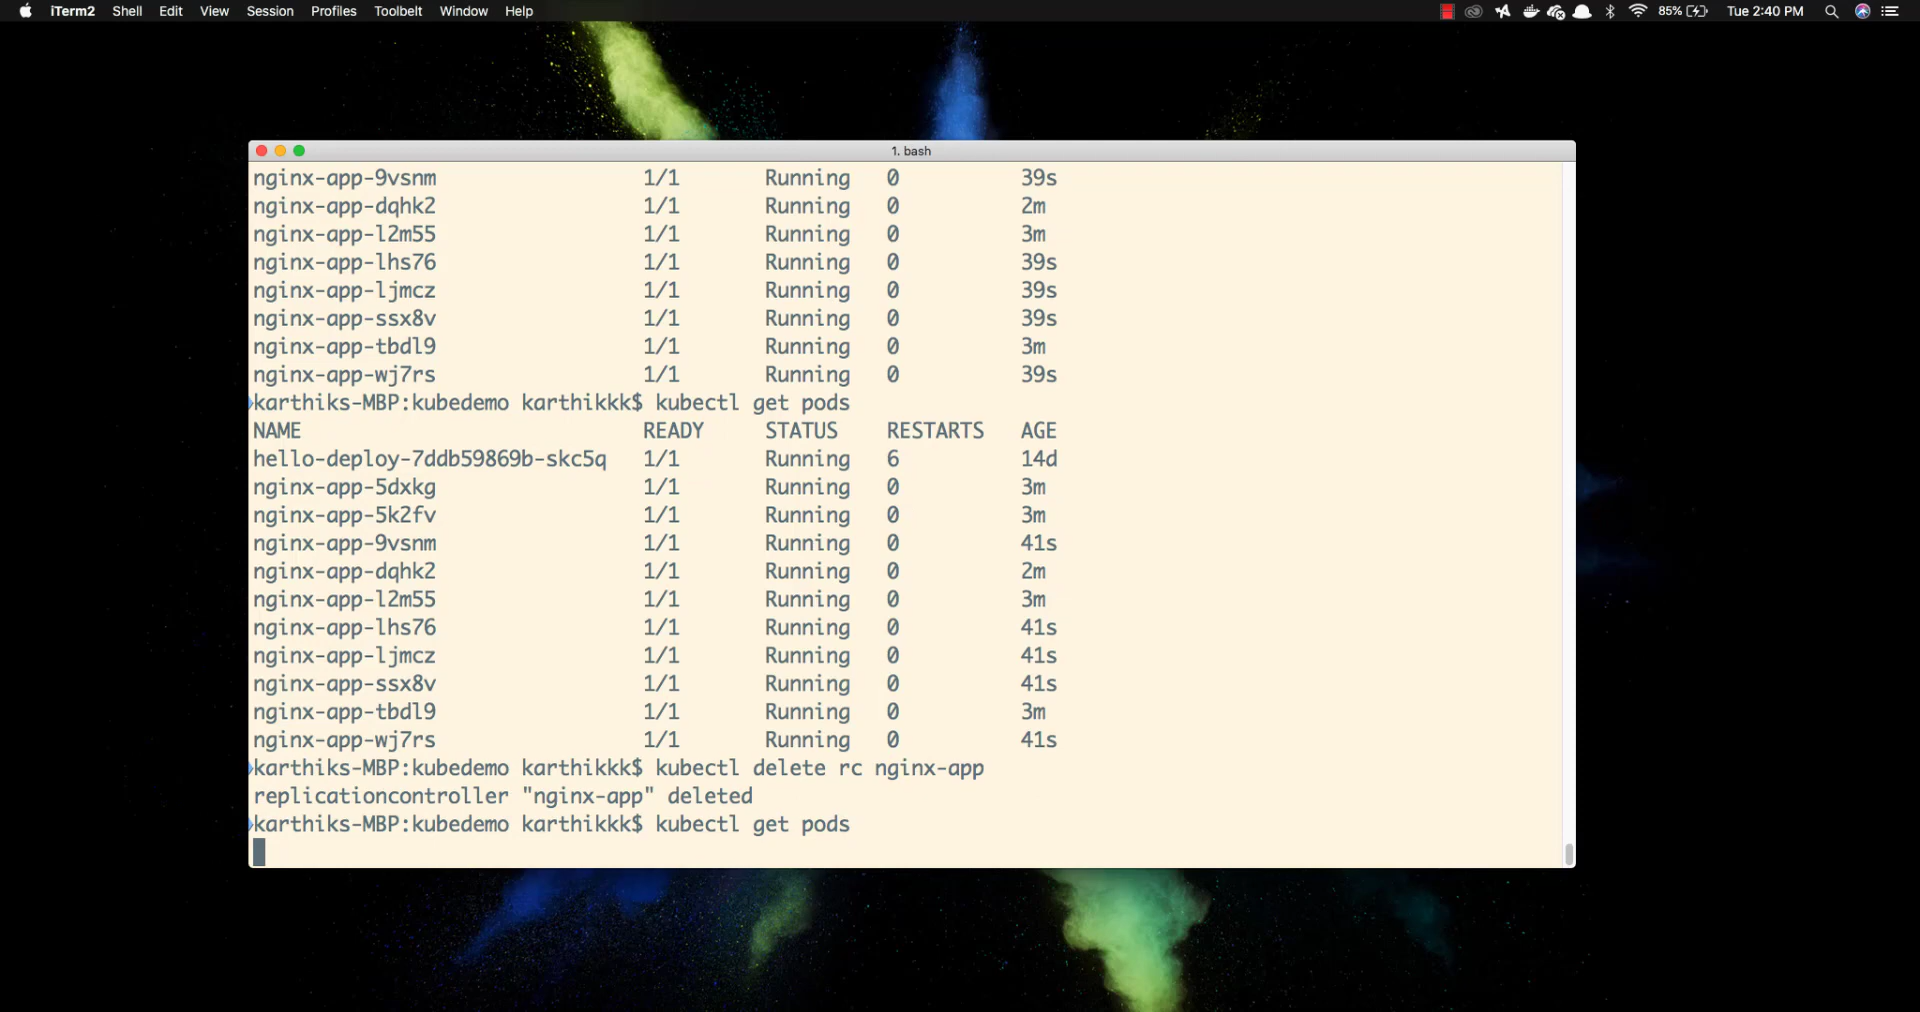 iTerm2 Shell Edit View Session Profiles Toolbelt Window Help 85% Tue 2:40 PM
1. bash
nginx-app-9vsnm 1/1 Running 0 39s
nginx-app-dqhk2 1/1 Running 0 2m
nginx-app-l2m55 1/1 Running 0 3m
nginx-app-lhs76 1/1 Running 0 39s
nginx-app-ljmcz 1/1 Running 0 39s
nginx-app-ssx8v 1/1 Running 0 39s
nginx-app-tbdl9 1/1 Running 0 3m
nginx-app-wj7rs 1/1 Running 0 39s
karthiks-MBP:kubedemo karthikkk$ kubectl get pods
NAME READY STATUS RESTARTS AGE
hello-deploy-7ddb59869b-skc5q 1/1 Running 6 14d
nginx-app-5dxkg 1/1 Running 0 3m
nginx-app-5k2fv 1/1 Running 0 3m
nginx-app-9vsnm 1/1 Running 0 41s
nginx-app-dqhk2 1/1 Running 0 2m
nginx-app-l2m55 1/1 Running 0 3m
nginx-app-lhs76 1/1 Running 0 41s
nginx-app-ljmcz 1/1 Running 0 41s
nginx-app-ssx8v 1/1 Running 0 41s
nginx-app-tbdl9 1/1 Running 0 3m
nginx-app-wj7rs 1/1 Running 0 41s
karthiks-MBP:kubedemo karthikkk$ kubectl delete rc nginx-app
replicationcontroller "nginx-app" deleted
karthiks-MBP:kubedemo karthikkk$ kubectl get pods